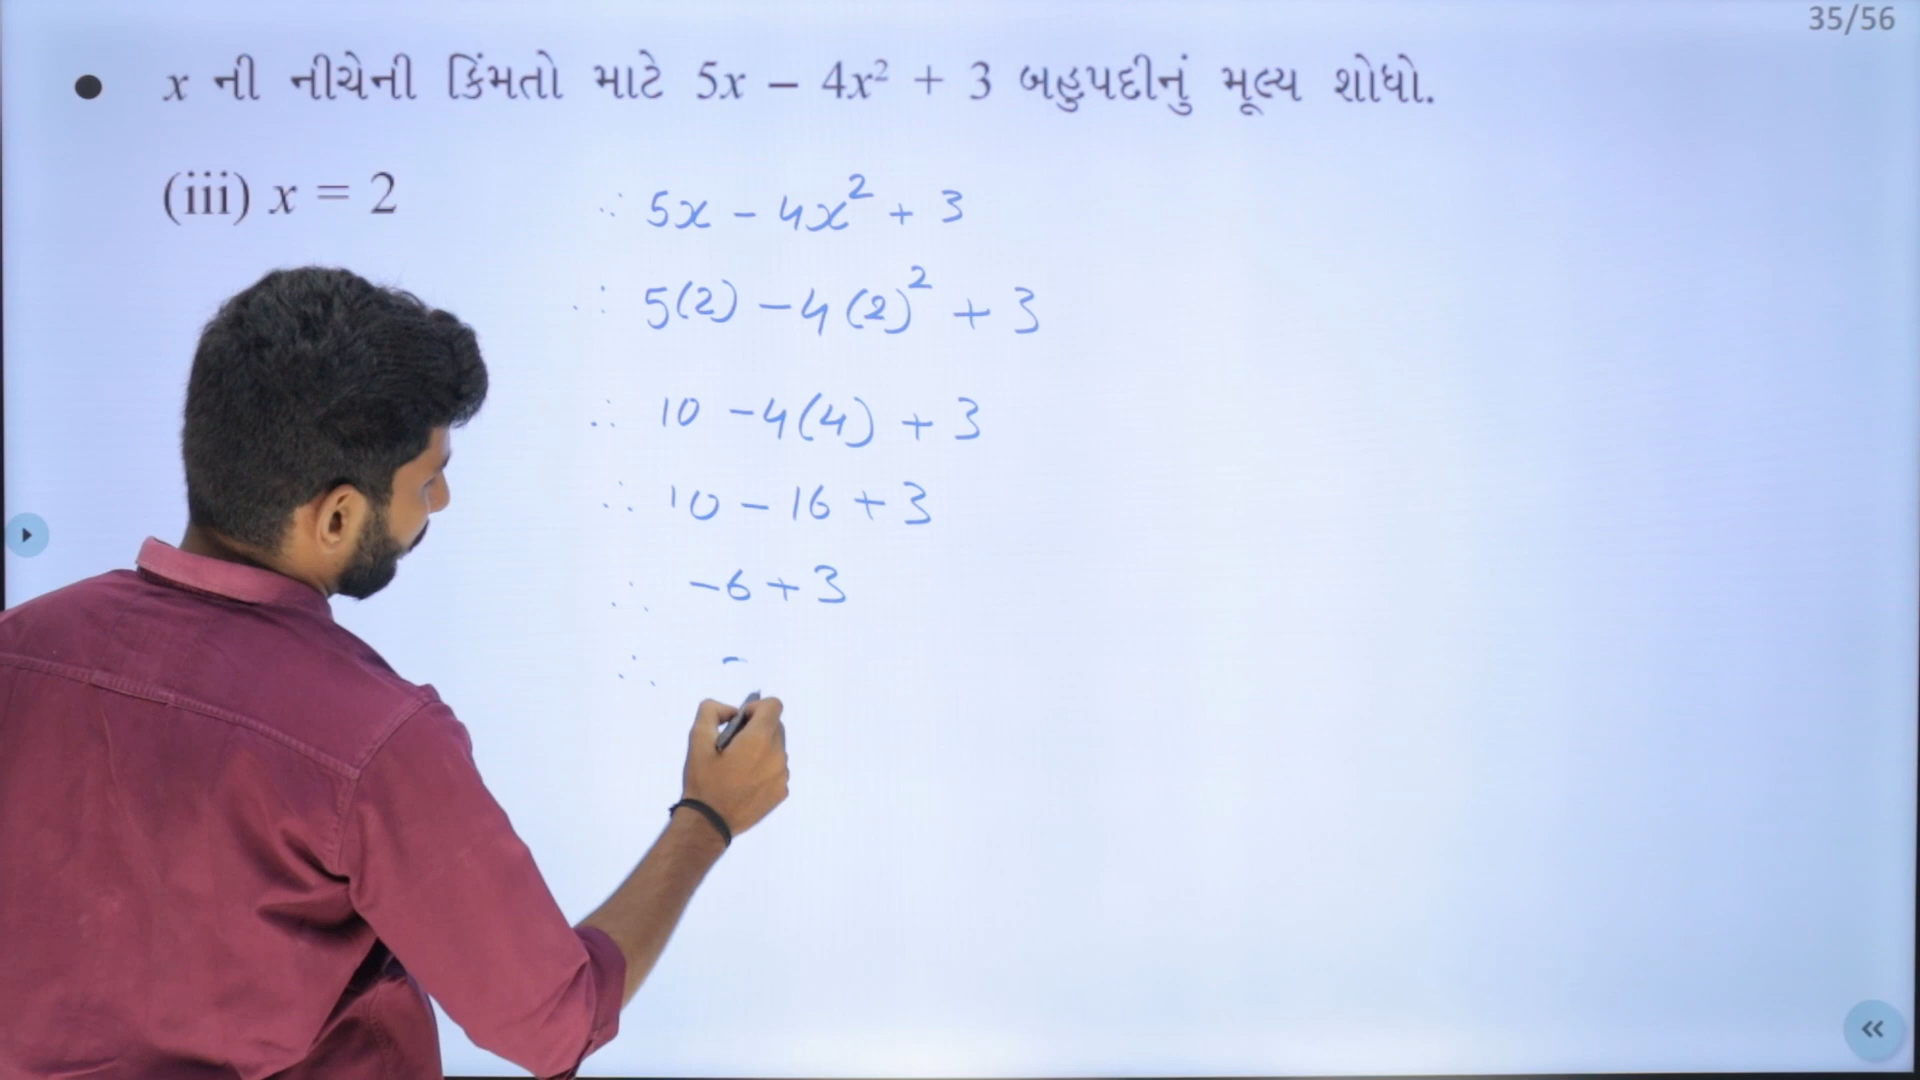 35/56
● x ની નીચેની કિંમતો માટે 5x – 4x² + 3 બહુપદીનું મૂલ્ય શોધો.
(iii) x = 2
∴ 5x - 4x² + 3
∴ 5(2) - 4(2)² + 3
∴ 10 - 4(4) + 3
∴ 10 - 16 + 3
∴ -6 + 3
∴ -